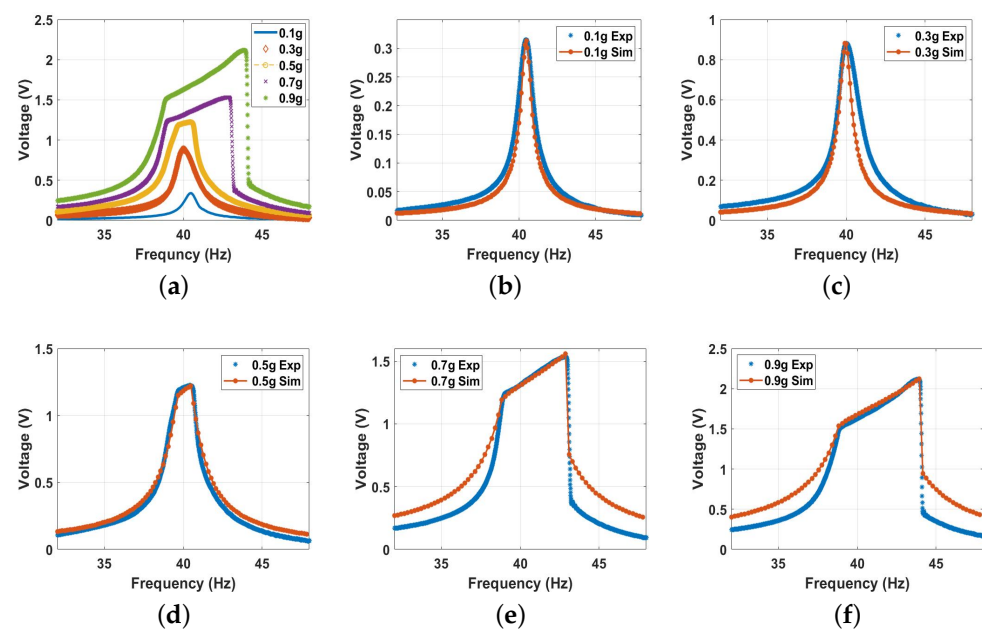 2.5
2
1.5
1
0.5
0
35 40 45
Voltage (V)
Frequncy (Hz)
0.1g
0.3g
0.5g
0.7g
0.9g
(a)
0.3
0.25
0.2
0.15
0.1
0.05
35 40 45
Voltage (V)
Frequency (Hz)
0.1g Exp
0.1g Sim
(b)
1
0.8
0.6
0.4
0.2
0
35 40 45
Voltage (V)
Frequency (Hz)
0.3g Exp
0.3g Sim
(c)
1.5
1
0.5
0
35 40 45
Voltage (V)
Frequency (Hz)
0.5g Exp
0.5g Sim
(d)
1.5
1
0.5
0
35 40 45
Voltage (V)
Frequency (Hz)
0.7g Exp
0.7g Sim
(e)
2.5
2
1.5
1
0.5
0
35 40 45
Voltage (V)
Frequency (Hz)
0.9g Exp
0.9g Sim
(f)